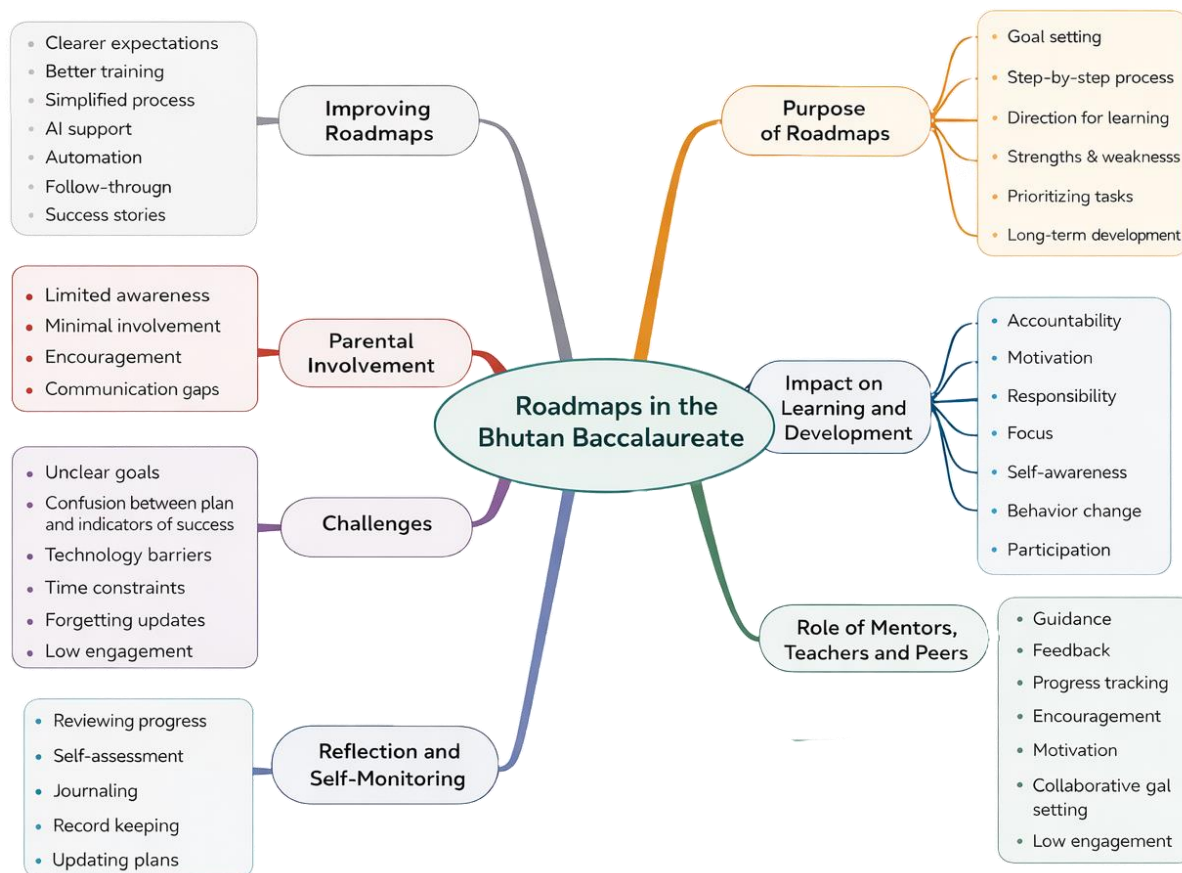 Roadmaps in the
Bhutan Baccalaureate
Improving
Roadmaps
Clearer expectations
Better training
Simplified process
AI support
Automation
Follow-through
Success stories
Parental
Involvement
Limited awareness
Minimal involvement
Encouragement
Communication gaps
Challenges
Unclear goals
Confusion between plan
and indicators of success
Technology barriers
Time constraints
Forgetting updates
Low engagement
Reflection and
Self-Monitoring
Reviewing progress
Self-assessment
Journaling
Record keeping
Updating plans
Purpose
of Roadmaps
Goal setting
Step-by-step process
Direction for learning
Strengths & weaknesss
Prioritizing tasks
Long-term development
Impact on
Learning and
Development
Accountability
Motivation
Responsibility
Focus
Self-awareness
Behavior change
Participation
Role of Mentors,
Teachers and Peers
Guidance
Feedback
Progress tracking
Encouragement
Motivation
Collaborative gal
setting
Low engagement